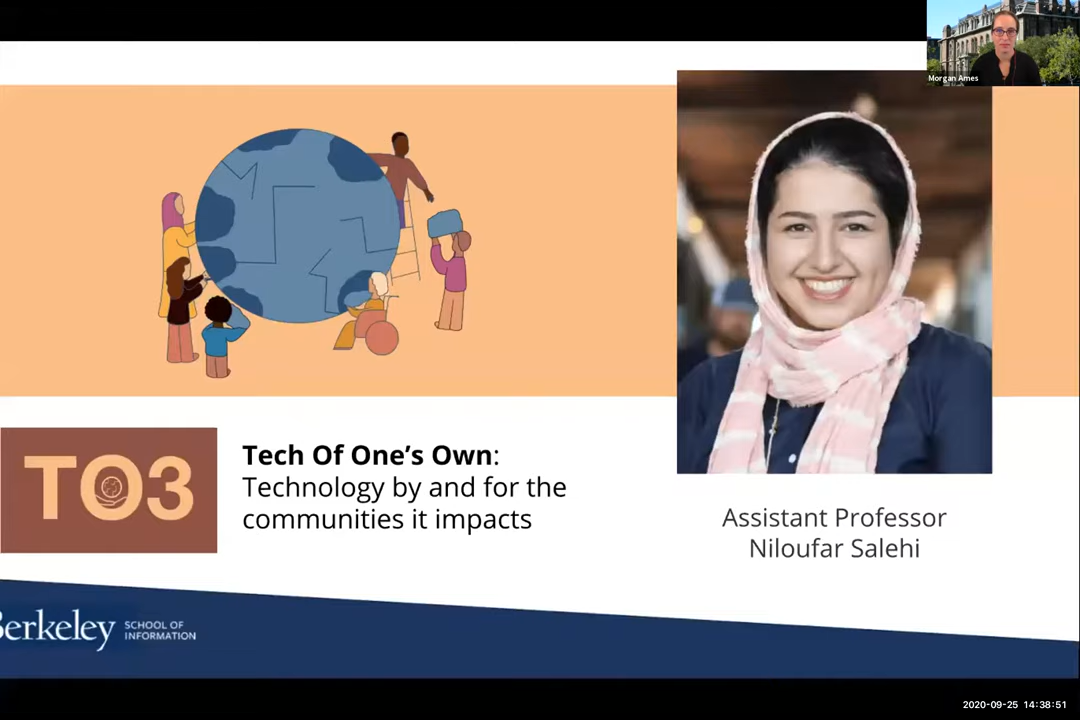 Morgan Ames
TO3
Tech Of One's Own:
Technology by and for the
communities it impacts
Assistant Professor
Niloufar Salehi
Berkeley
SCHOOL OF
INFORMATION
2020-09-25 14:38:51